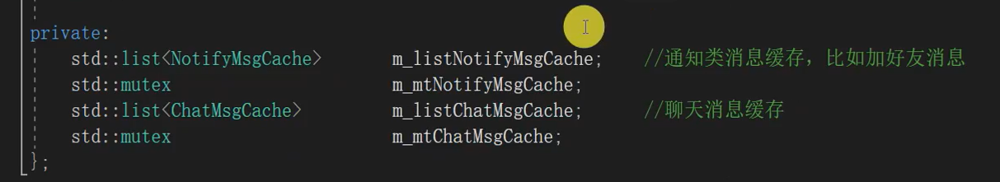 private:
std::list<NotifyMsgCache> m_listNotifyMsgCache; //通知类消息缓存，比如加好友消息
std::mutex m_mtNotifyMsgCache;
std::list<ChatMsgCache> m_listChatMsgCache; //聊天消息缓存
std::mutex m_mtChatMsgCache;
};